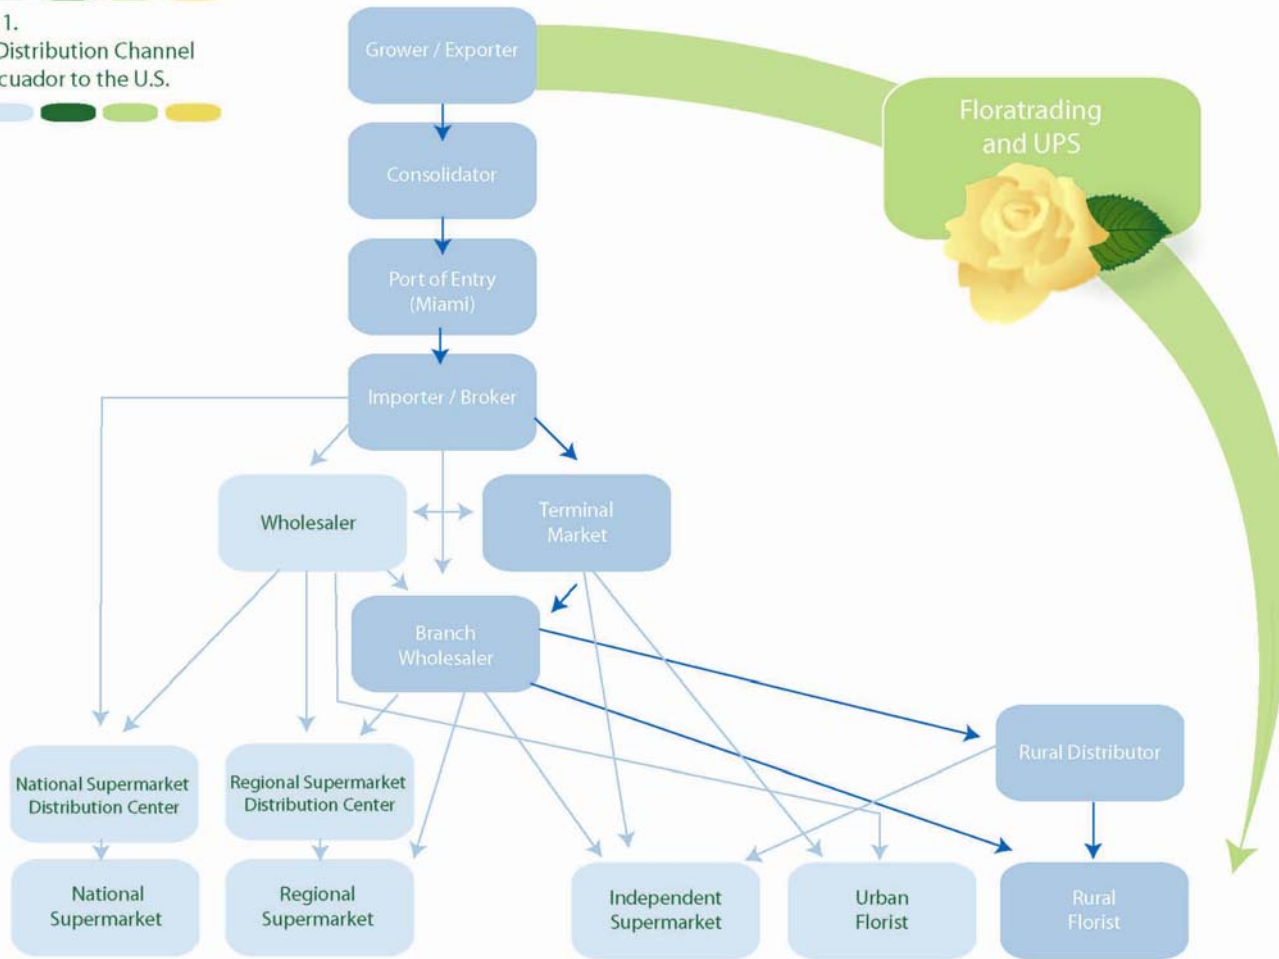 1.
Distribution Channel
cuador to the U.S.
Grower / Exporter
Floratrading
and UPS
Consolidator
Port of Entry
(Miami)
Importer / Broker
Wholesaler
Terminal
Market
Branch
Wholesaler
Rural Distributor
National Supermarket
Distribution Center
Regional Supermarket
Distribution Center
National
Supermarket
Regional
Supermarket
Independent
Supermarket
Urban
Florist
Rural
Florist